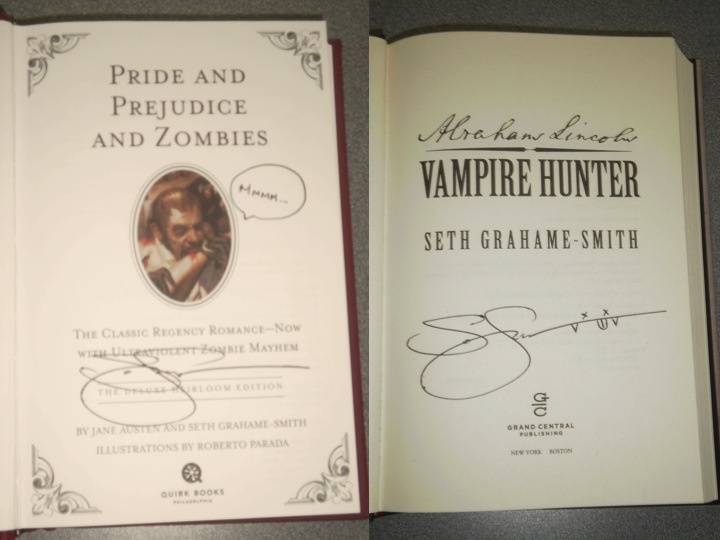 PRIDE AND
PREJUDICE
AND ZOMBIES
MMMM...
THE CLASSIC REGENCY ROMANCE—NOW
WITH ULTRAVIOLENT ZOMBIE MAYHEM
THE DELUXE HEIRLOOM EDITION
BY JANE AUSTEN AND SETH GRAHAME-SMITH
ILLUSTRATIONS BY ROBERTO PARADA
QUIRK BOOKS
PHILADELPHIA
Abraham Lincoln
VAMPIRE HUNTER
SETH GRAHAME-SMITH
GC
GRAND CENTRAL
PUBLISHING
NEW YORK BOSTON